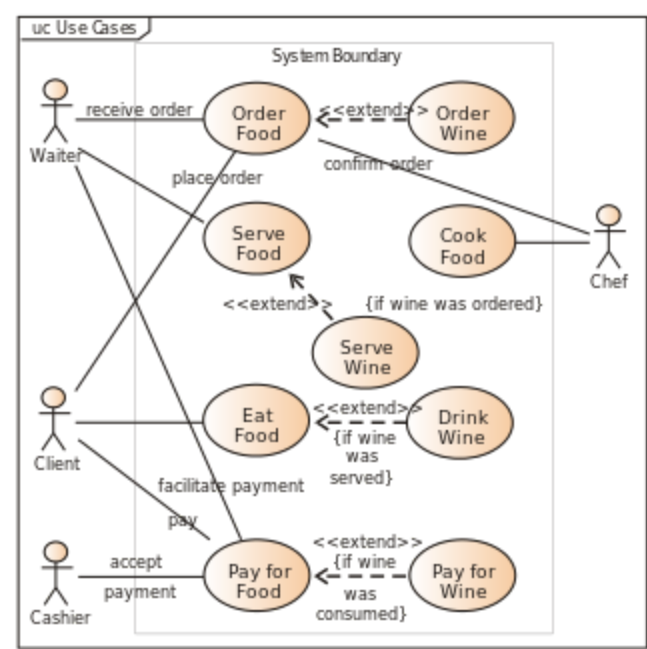 uc Use Cases
System Boundary
receive order
Order
Food
<<extend>>
Order
Wine
Waiter
place order
confirm order
Serve
Food
Cook
Food
Chef
<<extend>>
{if wine was ordered}
Serve
Wine
Client
Eat
Food
<<extend>>
{if wine
was
served}
Drink
Wine
facilitate payment
pay
accept
payment
Cashier
Pay for
Food
<<extend>>
{if wine
was
consumed}
Pay for
Wine